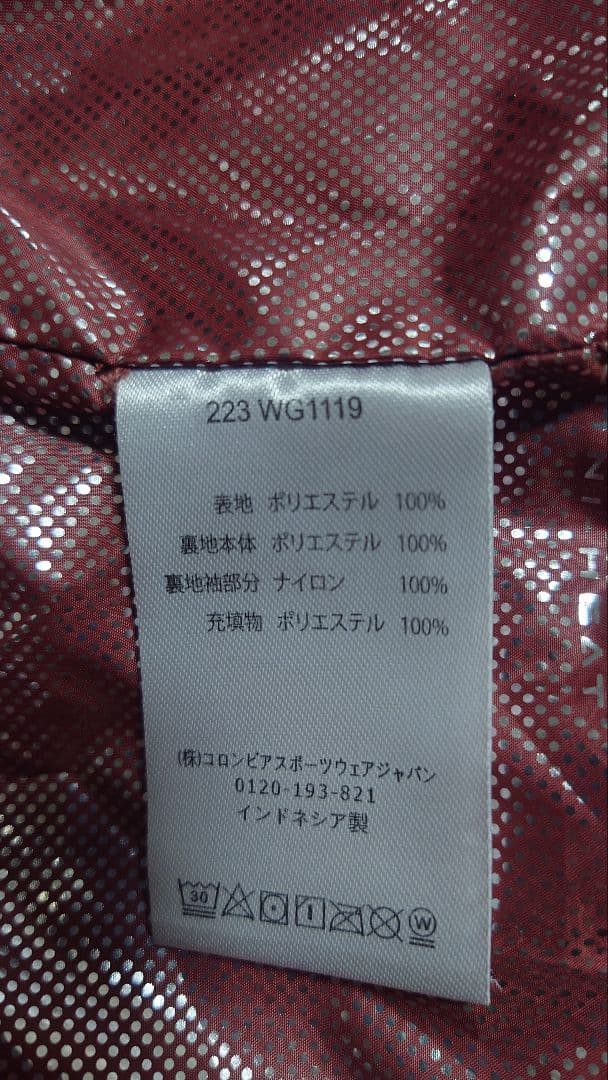 223 WG1119
表地 ポリエステル 100%
裏地本体 ポリエステル 100%
裏地袖部分 ナイロン 100%
充填物 ポリエステル 100%
(株)コロンビアスポーツウェアジャパン
0120-193-821
インドネシア製
30 W
NI HEAT